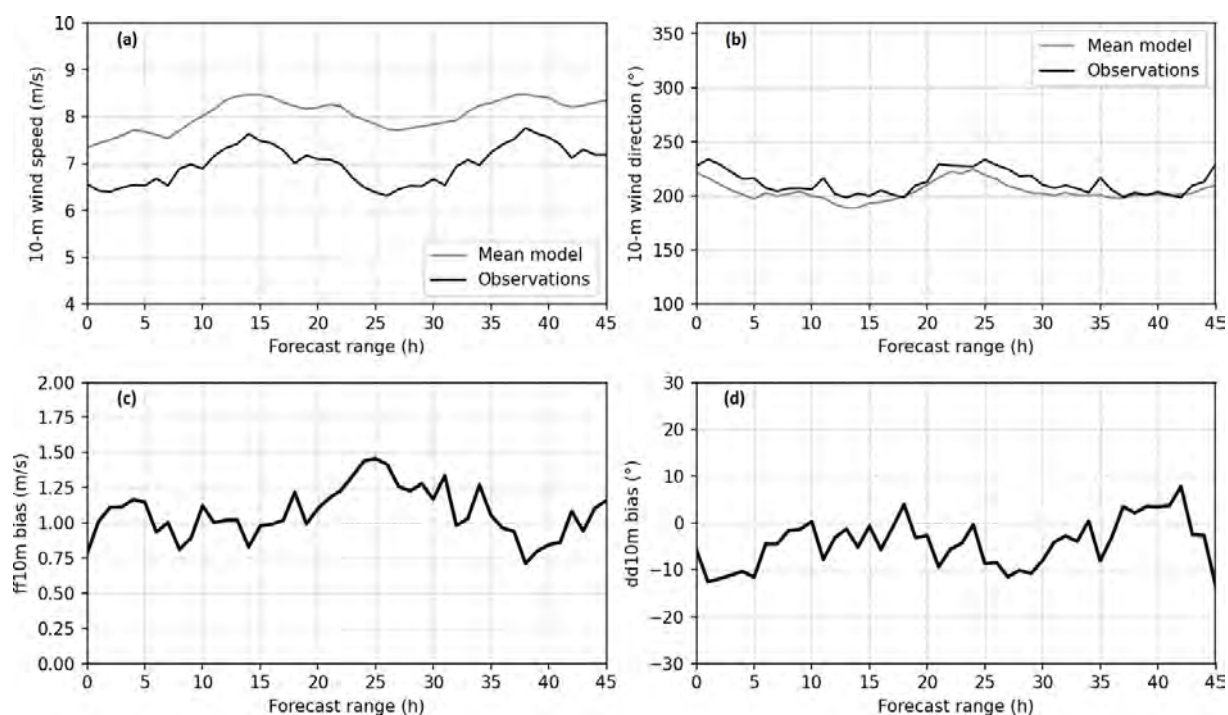 (a)
10-m wind speed (m/s)
10
9
8
7
6
5
4
Mean model
Observations
0 5 10 15 20 25 30 35 40 45
Forecast range (h)
(b)
10-m wind direction (°)
350
300
250
200
150
100
Mean model
Observations
0 5 10 15 20 25 30 35 40 45
Forecast range (h)
(c)
ff10m bias (m/s)
2.00
1.75
1.50
1.25
1.00
0.75
0.50
0.25
0.00
0 5 10 15 20 25 30 35 40 45
Forecast range (h)
(d)
dd10m bias (°)
30
20
10
0
−10
−20
−30
0 5 10 15 20 25 30 35 40 45
Forecast range (h)